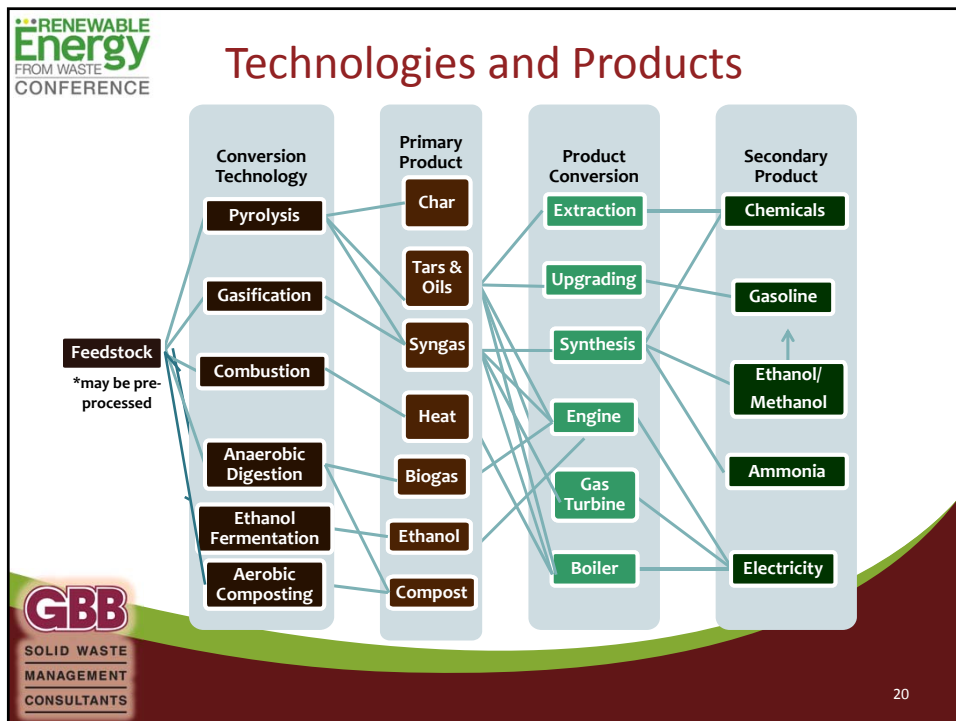 RENEWABLE
Energy
FROM WASTE
CONFERENCE
Technologies and Products
Conversion
Technology
Pyrolysis
Gasification
Combustion
Anaerobic
Digestion
Ethanol
Fermentation
Aerobic
Composting
Feedstock
*may be pre-
processed
Primary
Product
Char
Tars &
Oils
Syngas
Heat
Biogas
Ethanol
Compost
Product
Conversion
Extraction
Upgrading
Synthesis
Engine
Gas
Turbine
Boiler
Secondary
Product
Chemicals
Gasoline
Ethanol/
Methanol
Ammonia
Electricity
GBB
SOLID WASTE
MANAGEMENT
CONSULTANTS
20